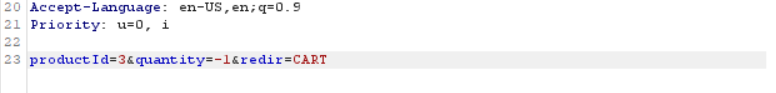 20 Accept-Language: en-US,en;q=0.9
21 Priority: u=0, i
22
23 productId=3&quantity=-1&redir=CART